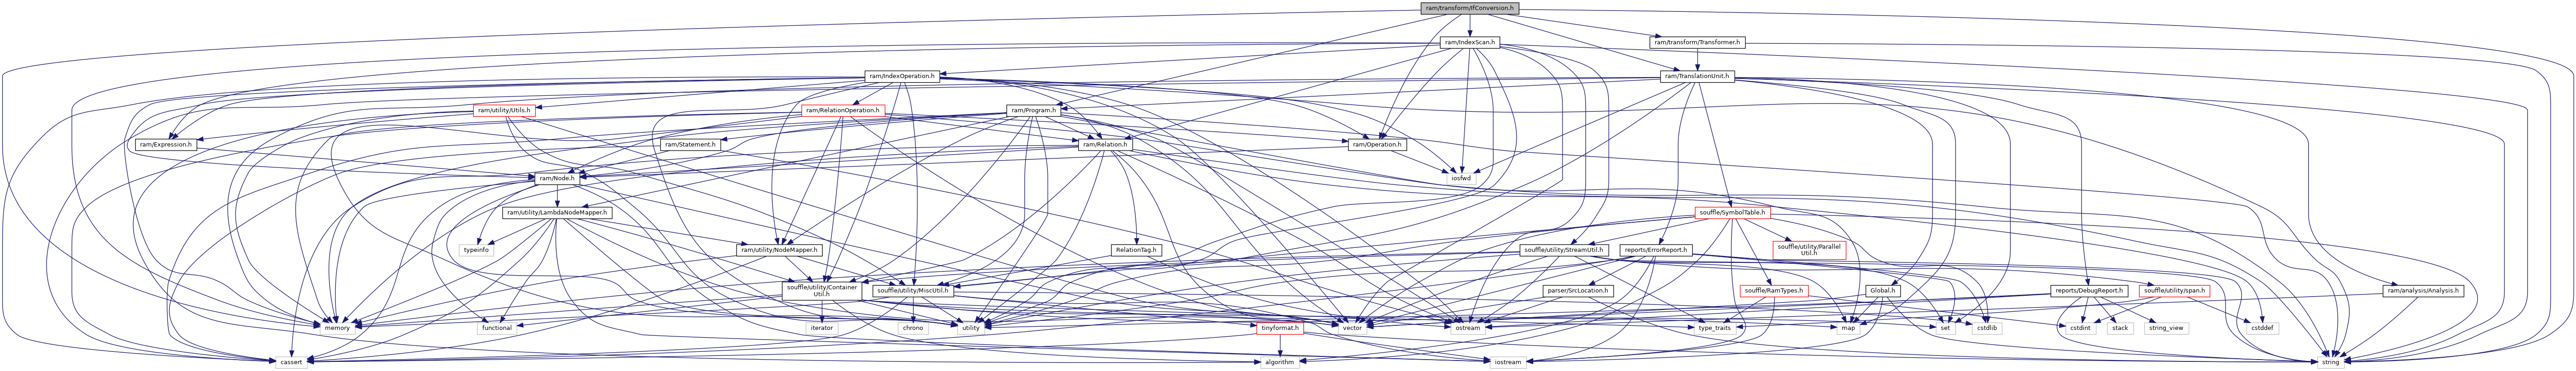 ram/transform/IfConversion.h
ram/IndexScan.h
ram/transform/Transformer.h
ram/IndexOperation.h
ram/TranslationUnit.h
ram/utility/Utils.h
ram/RelationOperation.h
ram/Program.h
ram/Expression.h
ram/Statement.h
ram/Relation.h
ram/Operation.h
ram/Node.h
iosfwd
ram/utility/LambdaNodeMapper.h
souffle/SymbolTable.h
typeinfo
ram/utility/NodeMapper.h
RelationTag.h
souffle/utility/StreamUtil.h
reports/ErrorReport.h
souffle/utility/Parallel
Util.h
souffle/utility/Container
Util.h
souffle/utility/MiscUtil.h
parser/SrcLocation.h
souffle/RamTypes.h
Global.h
reports/DebugReport.h
souffle/utility/span.h
ram/analysis/Analysis.h
memory
functional
iterator
chrono
utility
tinyformat.h
vector
ostream
type_traits
map
set
cstdlib
cstdint
stack
string_view
cstddef
cassert
algorithm
iostream
string